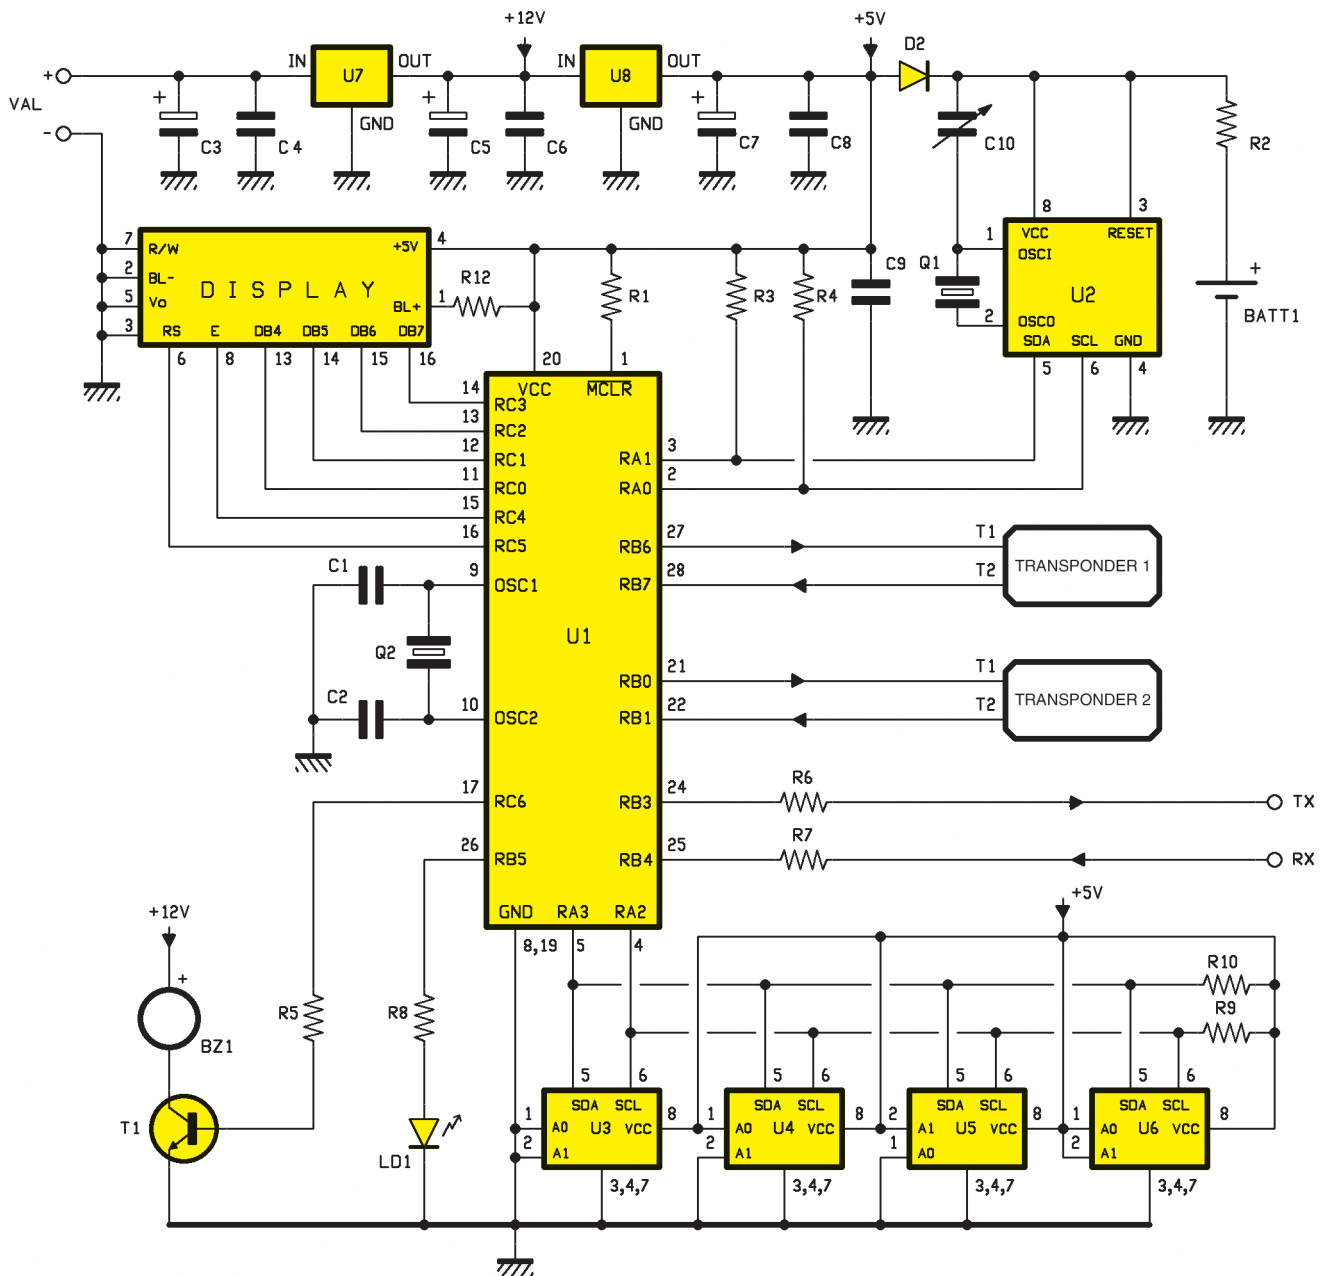 +12V
+5V
D2
IN
U7
OUT
IN
U8
OUT
+
VAL
-
GND
GND
+
C3
C4
+
C5
C6
+
C7
C8
C10
R2
7
R/W
+5V
4
2
BL-
DISPLAY
5
Vo
BL+
1
R12
3
RS
E
DB4
DB5
DB6
DB7
6
8
13
14
15
16
R1
R3
R4
C9
Q1
8
3
1
VCC
RESET
OSCI
U2
2
OSCO
SDA
SCL
GND
5
6
4
+
BATT1
20
1
VCC
MCLR
14
RC3
13
RC2
12
RC1
11
RC0
15
RC4
16
RC5
9
OSC1
10
OSC2
17
RC6
26
RB5
U1
3
RA1
2
RA0
27
RB6
28
RB7
21
RB0
22
RB1
24
RB3
25
RB4
GND
RA3
RA2
8,19
5
4
C1
Q2
C2
T1
TRANSPONDER 1
T2
T1
TRANSPONDER 2
T2
R6
TX
R7
RX
+12V
+
BZ1
T1
R5
R8
LD1
+5V
R10
R9
5
6
5
6
5
6
5
6
1
SDA
SCL
8
A0
U3
VCC
2
A1
3,4,7
1
SDA
SCL
8
A0
U4
VCC
2
A1
3,4,7
2
SDA
SCL
8
A1
U5
VCC
1
A0
3,4,7
1
SDA
SCL
8
A0
U6
VCC
2
A1
3,4,7